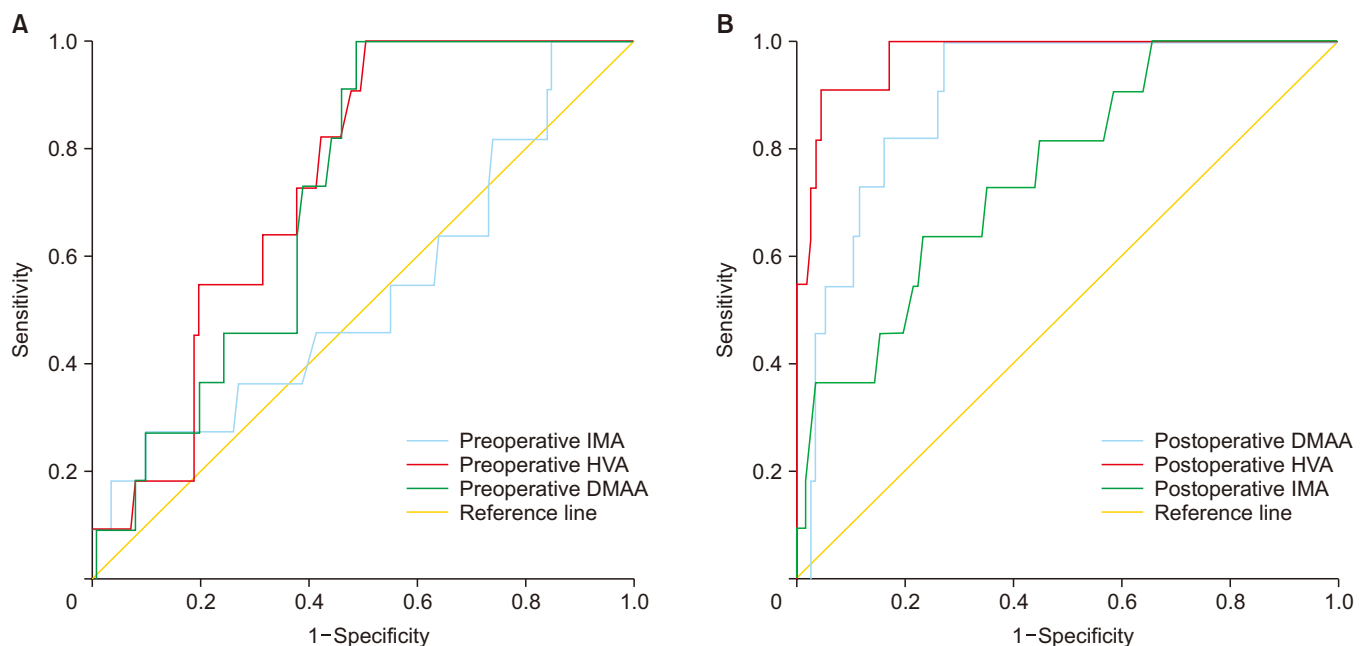 A
1.0
0.8
0.6
0.4
0.2
Sensitivity
Preoperative IMA
Preoperative HVA
Preoperative DMAA
Reference line
0
0.2
0.4
0.6
0.8
1.0
1−Specificity
B
1.0
0.8
0.6
0.4
0.2
Sensitivity
Postoperative DMAA
Postoperative HVA
Postoperative IMA
Reference line
0
0.2
0.4
0.6
0.8
1.0
1−Specificity